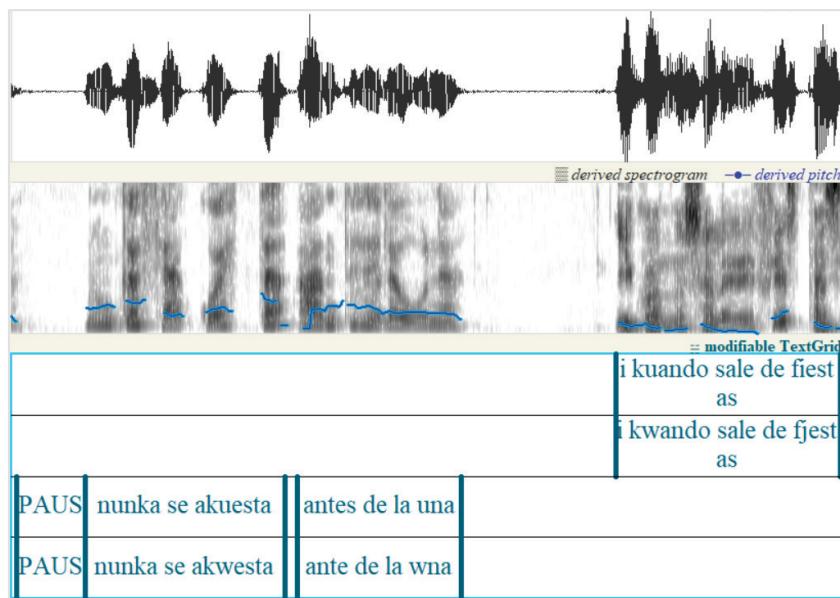 derived spectrogram derived pitch
modifiable TextGrid
i kuando sale de fiest
as
i kwando sale de fjest
as
PAUS nunka se akuesta antes de la una
PAUS nunka se akwesta ante de la wna